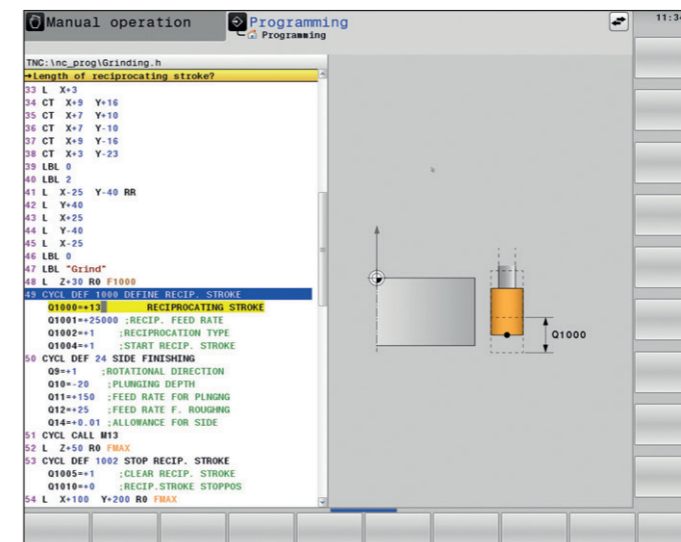 Manual operation
Programming
Programming
11:34
TNC:\nc_prog\Grinding.h
→Length of reciprocating stroke?
33 L X+3
34 CT X+9 Y+16
35 CT X+7 Y+10
36 CT X+7 Y-10
37 CT X+9 Y-16
38 CT X+3 Y-23
39 LBL 0
40 LBL 2
41 L X-25 Y-40 RR
42 L Y+40
43 L X+25
44 L Y-40
45 L X-25
46 LBL 0
47 LBL "Grind"
48 L Z+30 R0 F1000
49 CYCL DEF 1000 DEFINE RECIP. STROKE
Q1000=+13 RECIPROCATING STROKE
Q1001=+25000 ;RECIP. FEED RATE
Q1002=+1 ;RECIPROCATION TYPE
Q1004=+1 ;START RECIP. STROKE
50 CYCL DEF 24 SIDE FINISHING
Q9=+1 ;ROTATIONAL DIRECTION
Q10=-20 ;PLUNGING DEPTH
Q11=+150 ;FEED RATE FOR PLNGNG
Q12=+25 ;FEED RATE F. ROUGHNG
Q14=+0.01 ;ALLOWANCE FOR SIDE
51 CYCL CALL M13
52 L Z+50 R0 FMAX
53 CYCL DEF 1002 STOP RECIP. STROKE
Q1005=+1 ;CLEAR RECIP. STROKE
Q1010=+0 ;RECIP.STROKE STOPPOS
54 L X+100 Y+200 R0 FMAX
Q1000